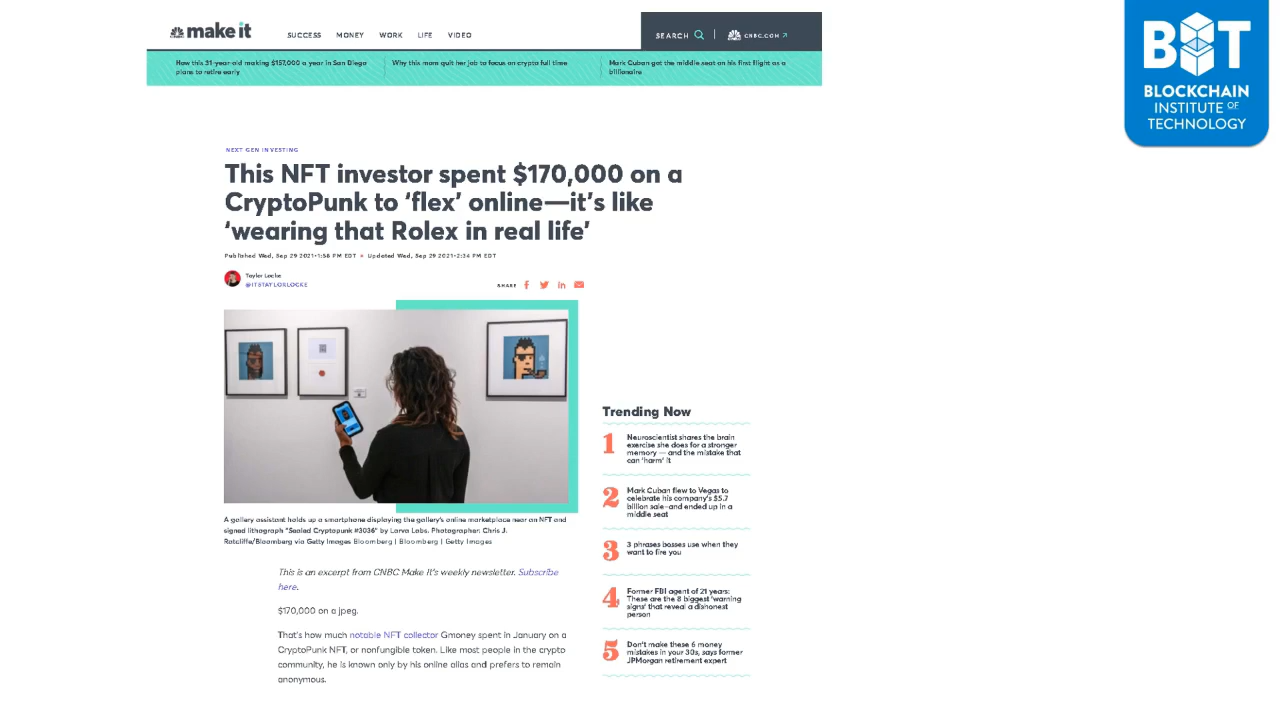 make it
SUCCESS MONEY WORK LIFE VIDEO
SEARCH
CNBC.COM
How this 31-year-old making $157,000 a year in San Diego
plans to retire early
Why this mom quit her job to focus on crypto full time
Mark Cuban got the middle seat on his first flight as a
billionaire
BLOCKCHAIN
INSTITUTE OF
TECHNOLOGY
NEXT GEN INVESTING
This NFT investor spent $170,000 on a
CryptoPunk to ‘flex’ online—it’s like
‘wearing that Rolex in real life’
Published Wed, Sep 29 2021•1:58 PM EDT • Updated Wed, Sep 29 2021•2:34 PM EDT
Taylor Locke
@ITSTAYLORLOCKE
SHARE
A gallery assistant holds up a smartphone displaying the gallery's online marketplace near an NFT and
signed lithograph "Sealed Cryptopunk #3036" by Larva Labs. Photographer: Chris J.
Ratcliffe/Bloomberg via Getty Images Bloomberg | Bloomberg | Getty Images
This is an excerpt from CNBC Make It’s weekly newsletter. Subscribe
here.
$170,000 on a jpeg.
That’s how much notable NFT collector Gmoney spent in January on a
CryptoPunk NFT, or nonfungible token. Like most people in the crypto
community, he is known only by his online alias and prefers to remain
anonymous.
Trending Now
1
Neuroscientist shares the brain
exercise she does for a stronger
memory — and the mistake that
can ‘harm’ it
2
Mark Cuban flew to Vegas to
celebrate his company’s $5.7
billion sale—and ended up in a
middle seat
3
3 phrases bosses use when they
want to fire you
4
Former FBI agent of 21 years:
These are the 8 biggest ‘warning
signs’ that reveal a dishonest
person
5
Don’t make these 6 money
mistakes in your 30s, says former
JPMorgan retirement expert